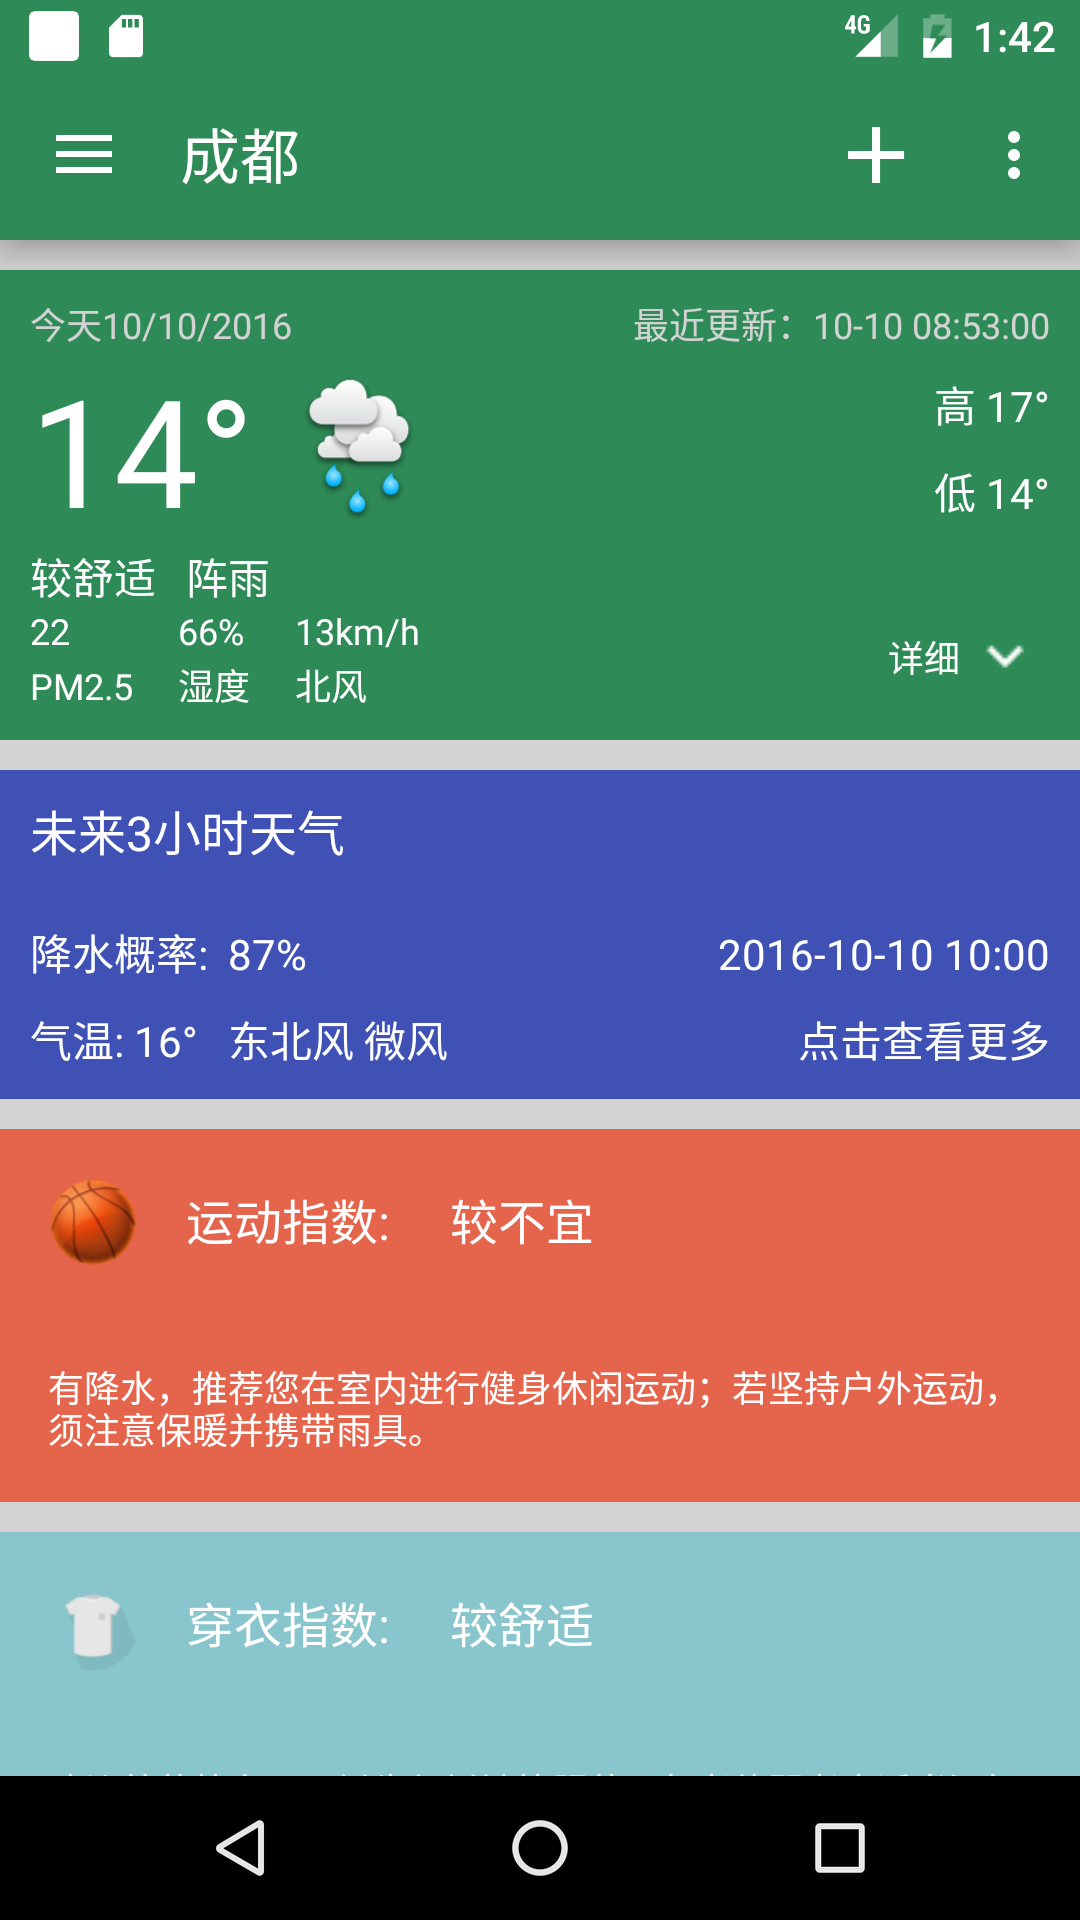 4G 1:42
成都
今天10/10/2016 最近更新：10-10 08:53:00
14° 高 17°
低 14°
较舒适 阵雨
22 66% 13km/h
详细
PM2.5 湿度 北风
未来3小时天气
降水概率: 87% 2016-10-10 10:00
气温: 16° 东北风 微风 点击查看更多
运动指数: 较不宜
有降水，推荐您在室内进行健身休闲运动；若坚持户外运动，
须注意保暖并携带雨具。
穿衣指数: 较舒适